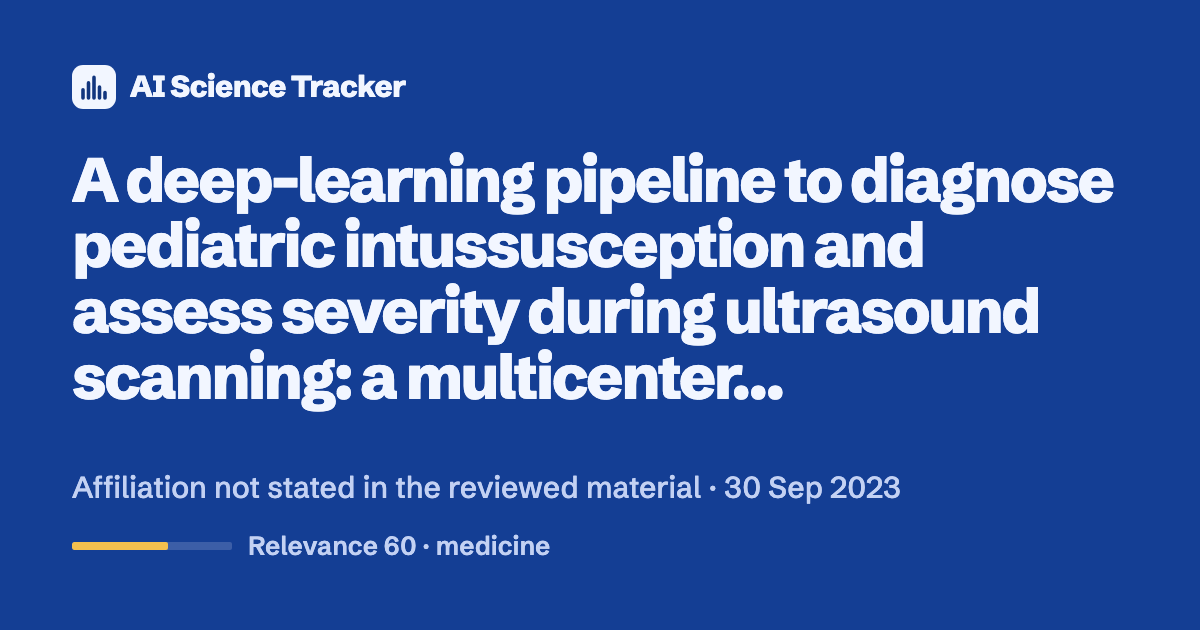 AI Science Tracker
A deep-learning pipeline to diagnose
pediatric intussusception and
assess severity during ultrasound
scanning: a multicenter...
Affiliation not stated in the reviewed material · 30 Sep 2023
Relevance 60 · medicine